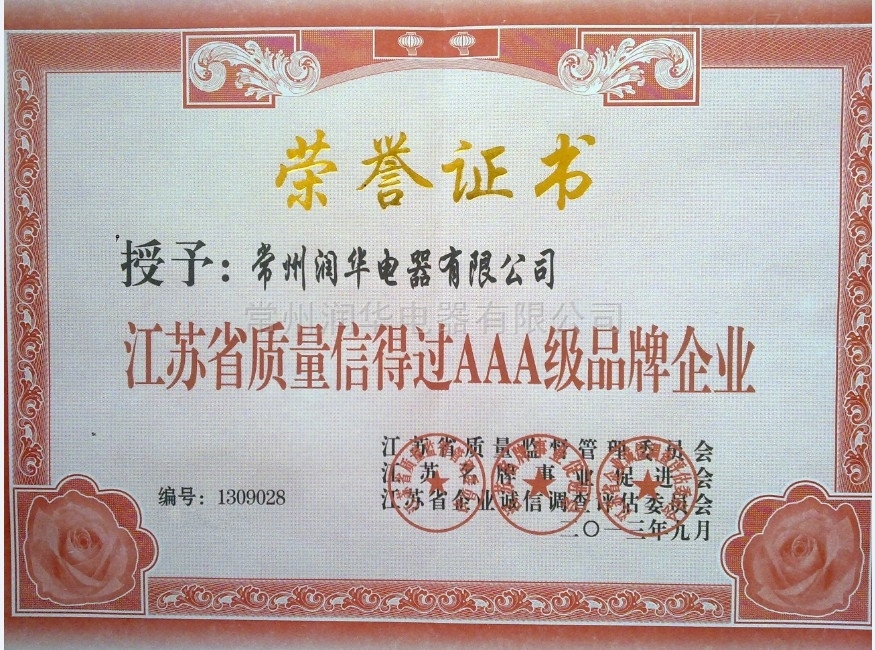 荣誉证书
授予：常州润华电器有限公司
常州润华电器有限公司
江苏省质量信得过AAA级品牌企业
江苏省质量监督管理委员会
江苏名牌事业促进会
编号：1309028
江苏省企业诚信调查评估委员会
二〇一三年九月